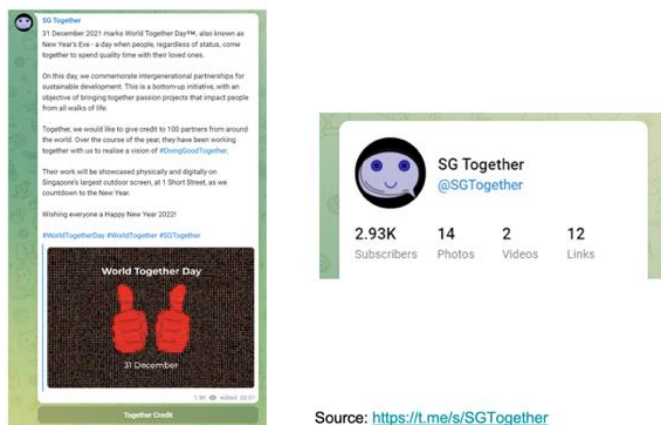 SG Together
31 December 2021 marks World Together Day™, also known as
New Year's Eve - a day when people, regardless of status, come
together to spend quality time with their loved ones.
On this day, we commemorate intergenerational partnerships for
sustainable development. This is a bottom-up initiative, with an
objective of bringing together passion projects that impact people
from all walks of life.
Together, we would like to give credit to 100 partners from around
the world. Over the course of the year, they have been working
together with us to realise a vision of #DoingGoodTogether.
Their work will be showcased physically and digitally on
Singapore's largest outdoor screen, at 1 Short Street, as we
countdown to the New Year.
Wishing everyone a Happy New Year 2022!
#WorldTogetherDay #WorldTogether #SGTogether
World Together Day
31 December
edited
Together Credit
SG Together
@SGTogether
2.93K 14 2 12
Subscribers Photos Videos Links
Source: https://t.me/s/SGTogether